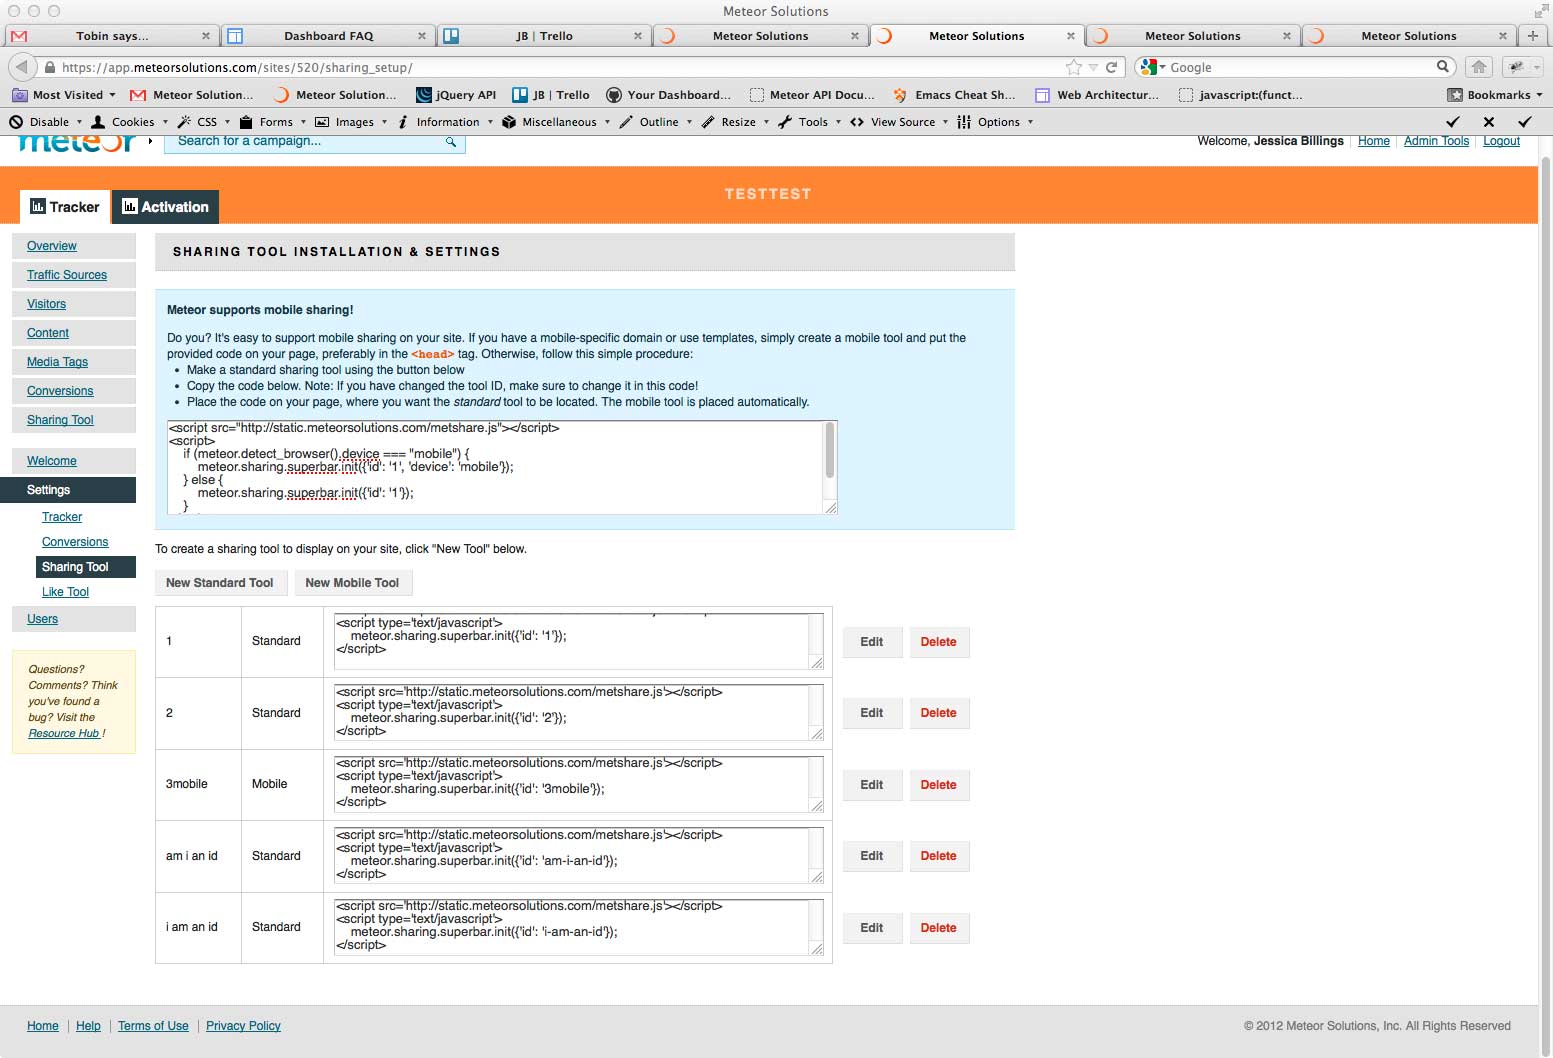 Meteor Solutions
Tobin says...
Dashboard FAQ
JB | Trello
Meteor Solutions
Meteor Solutions
Meteor Solutions
Meteor Solutions
https://app.meteorsolutions.com/sites/520/sharing_setup/
Google
Most Visited
Meteor Solution...
Meteor Solution...
jQuery API
JB | Trello
Your Dashboard...
Meteor API Docu...
Emacs Cheat Sh...
Web Architectur...
javascript:(funct...
Bookmarks
Disable
Cookies
CSS
Forms
Images
Information
Miscellaneous
Outline
Resize
Tools
View Source
Options
meteor
Search for a campaign...
Welcome, Jessica Billings
Home
Admin Tools
Logout
TESTTEST
Tracker
Activation
Overview
Traffic Sources
Visitors
Content
Media Tags
Conversions
Sharing Tool
Welcome
Settings
Tracker
Conversions
Sharing Tool
Like Tool
Users
Questions?
Comments? Think
you've found a
bug? Visit the
Resource Hub !
SHARING TOOL INSTALLATION & SETTINGS
Meteor supports mobile sharing!
Do you? It's easy to support mobile sharing on your site. If you have a mobile-specific domain or use templates, simply create a mobile tool and put the
provided code on your page, preferably in the <head> tag. Otherwise, follow this simple procedure:
• Make a standard sharing tool using the button below
• Copy the code below. Note: If you have changed the tool ID, make sure to change it in this code!
• Place the code on your page, where you want the standard tool to be located. The mobile tool is placed automatically.
<script src="http://static.meteorsolutions.com/metshare.js"></script>
<script>
if (meteor.detect_browser().device === "mobile") {
meteor.sharing.superbar.init({'id': '1', 'device': 'mobile'});
} else {
meteor.sharing.superbar.init({'id': '1'});
}
To create a sharing tool to display on your site, click "New Tool" below.
New Standard Tool
New Mobile Tool
1
Standard
<script type='text/javascript'>
meteor.sharing.superbar.init({'id': '1'});
</script>
Edit
Delete
2
Standard
<script src='http://static.meteorsolutions.com/metshare.js'></script>
<script type='text/javascript'>
meteor.sharing.superbar.init({'id': '2'});
</script>
Edit
Delete
3mobile
Mobile
<script src='http://static.meteorsolutions.com/metshare.js'></script>
<script type='text/javascript'>
meteor.sharing.superbar.init({'id': '3mobile'});
</script>
Edit
Delete
am i an id
Standard
<script src='http://static.meteorsolutions.com/metshare.js'></script>
<script type='text/javascript'>
meteor.sharing.superbar.init({'id': 'am-i-an-id'});
</script>
Edit
Delete
i am an id
Standard
<script src='http://static.meteorsolutions.com/metshare.js'></script>
<script type='text/javascript'>
meteor.sharing.superbar.init({'id': 'i-am-an-id'});
</script>
Edit
Delete
Home
Help
Terms of Use
Privacy Policy
© 2012 Meteor Solutions, Inc. All Rights Reserved